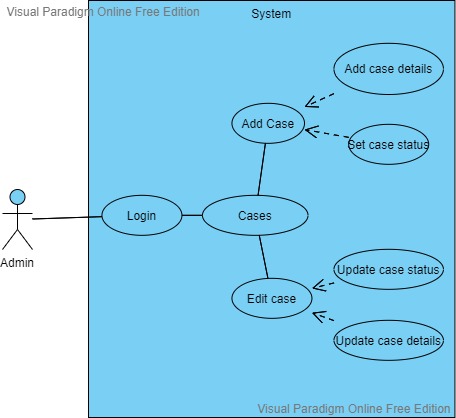 Visual Paradigm Online Free Edition
System
Add case details
Add Case
Set case status
Login
Cases
Admin
Update case status
Edit case
Update case details
Visual Paradigm Online Free Edition